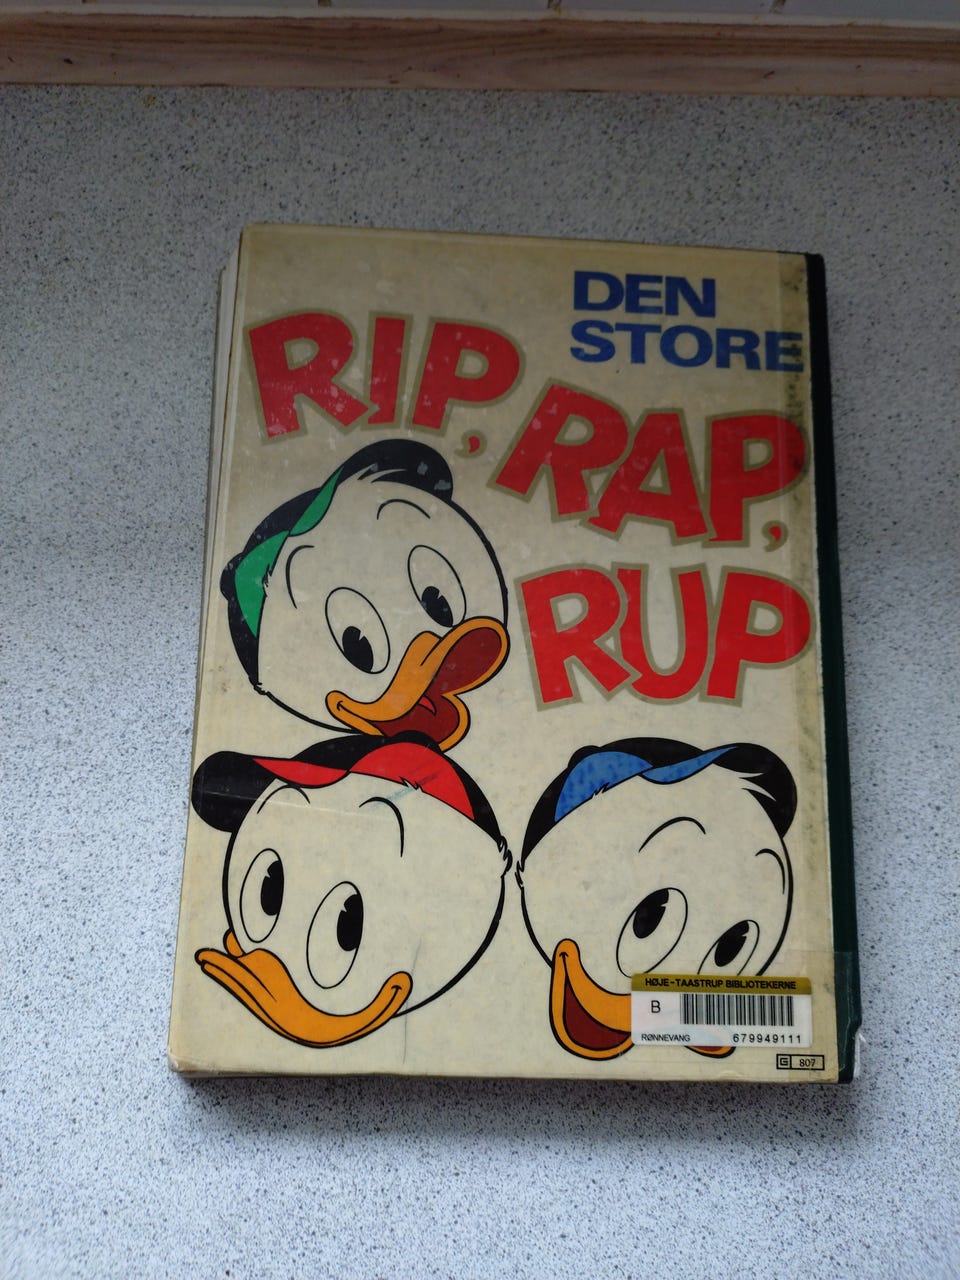 DEN
STORE
RIP, RAP,
RUP
HØJE-TAASTRUP BIBLIOTEKERNE
B
RØNNEVANG 679949111
G 807